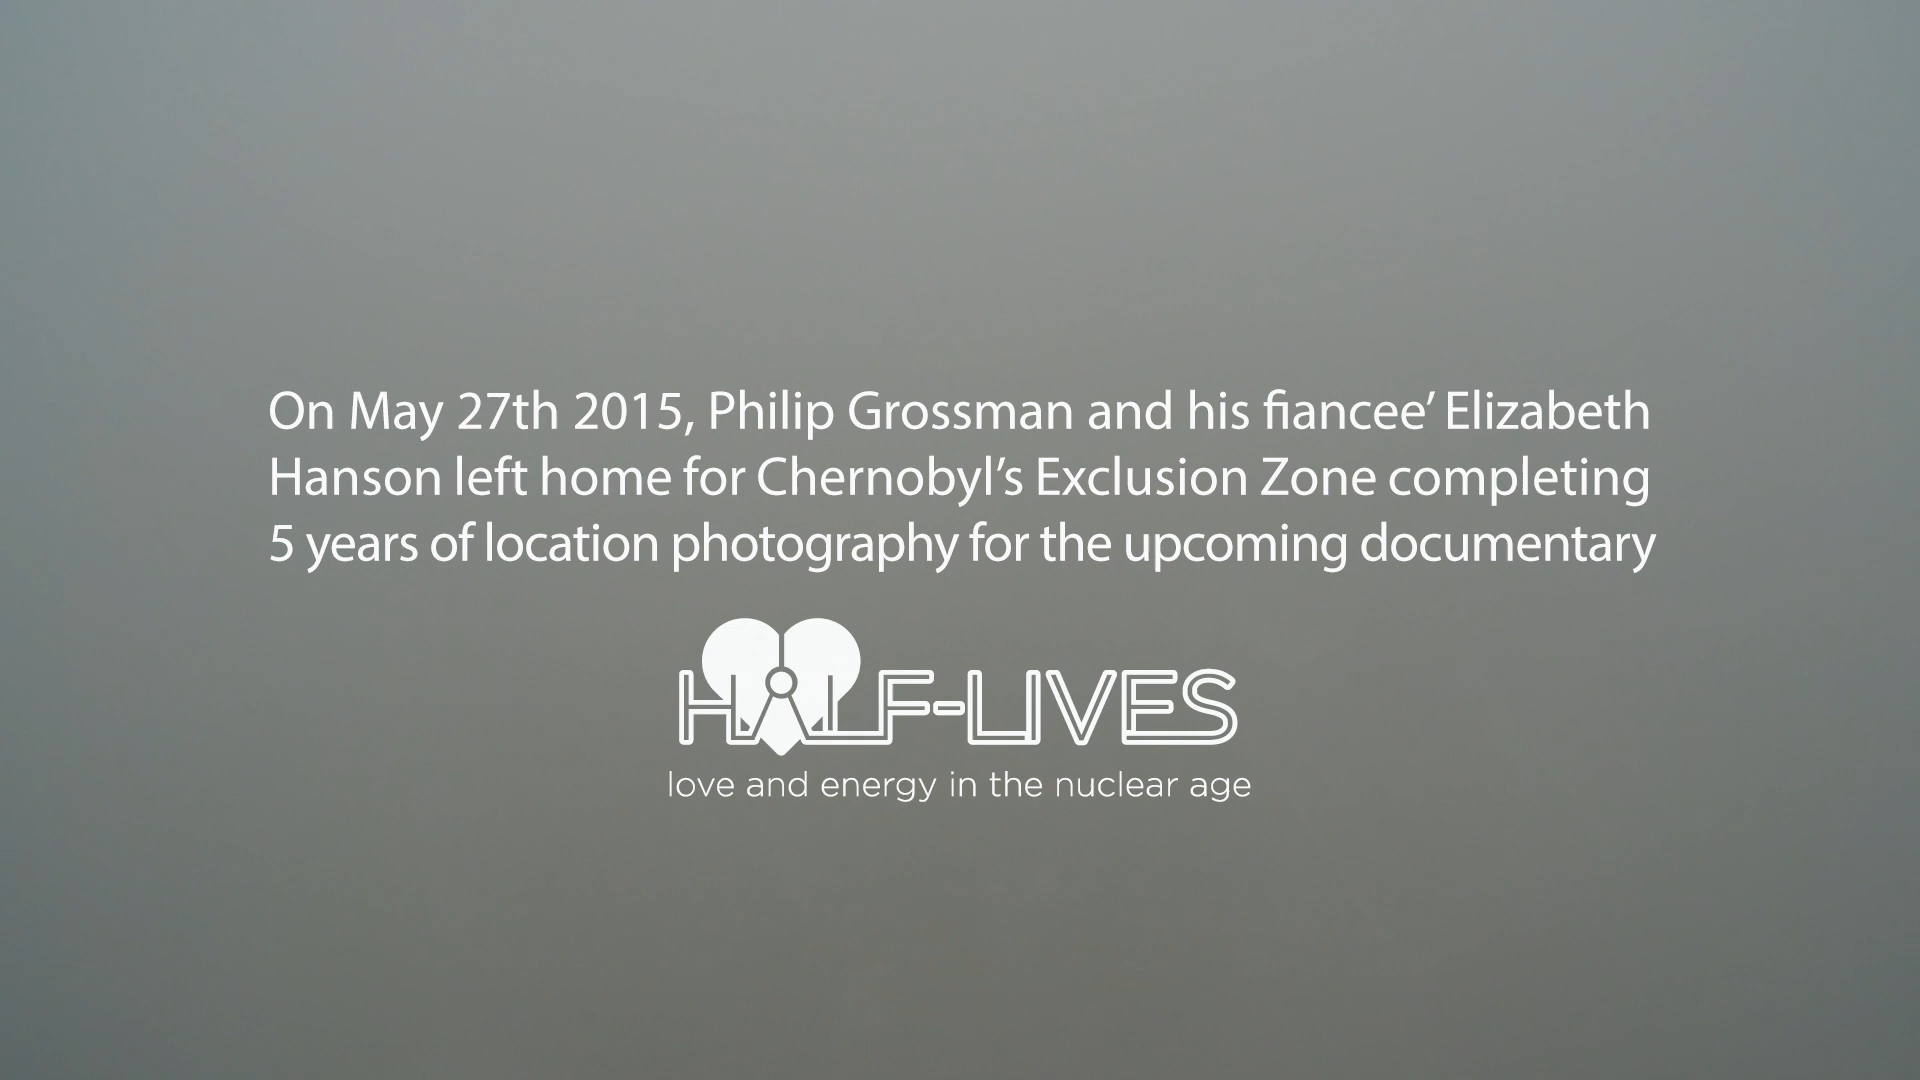 On May 27th 2015, Philip Grossman and his fiancee’ Elizabeth
Hanson left home for Chernobyl’s Exclusion Zone completing
5 years of location photography for the upcoming documentary
HALF-LIVES
love and energy in the nuclear age